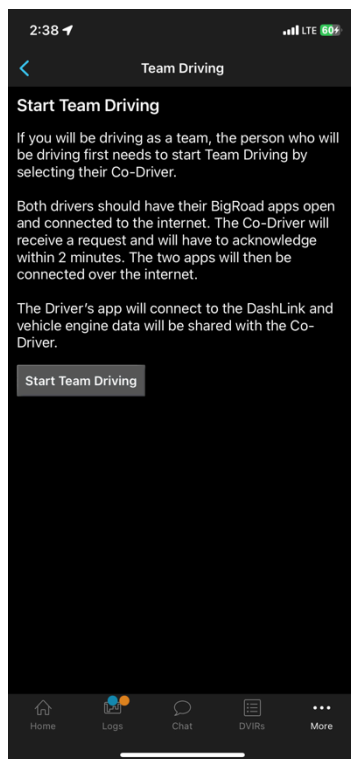 2:38
LTE 60
Team Driving
Start Team Driving
If you will be driving as a team, the person who will
be driving first needs to start Team Driving by
selecting their Co-Driver.
Both drivers should have their BigRoad apps open
and connected to the internet. The Co-Driver will
receive a request and will have to acknowledge
within 2 minutes. The two apps will then be
connected over the internet.
The Driver's app will connect to the DashLink and
vehicle engine data will be shared with the Co-
Driver.
Start Team Driving
Home Logs Chat DVIRs More